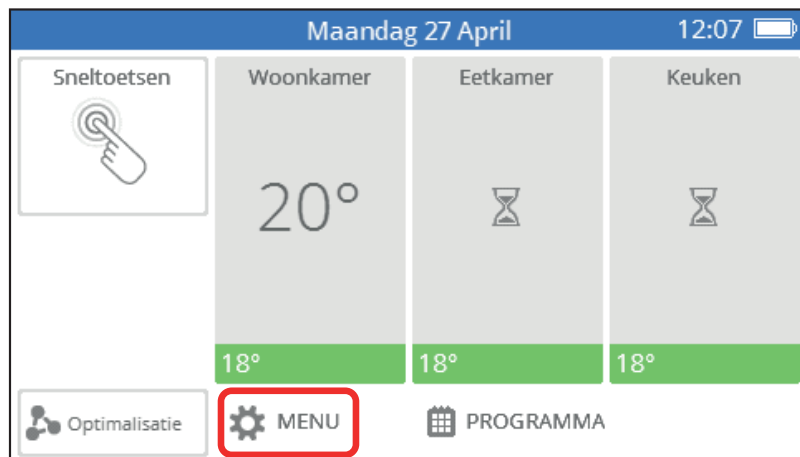 Maandag 27 April 12:07
Sneltoetsen Woonkamer Eetkamer Keuken
20°
18° 18° 18°
Optimalisatie MENU PROGRAMMA